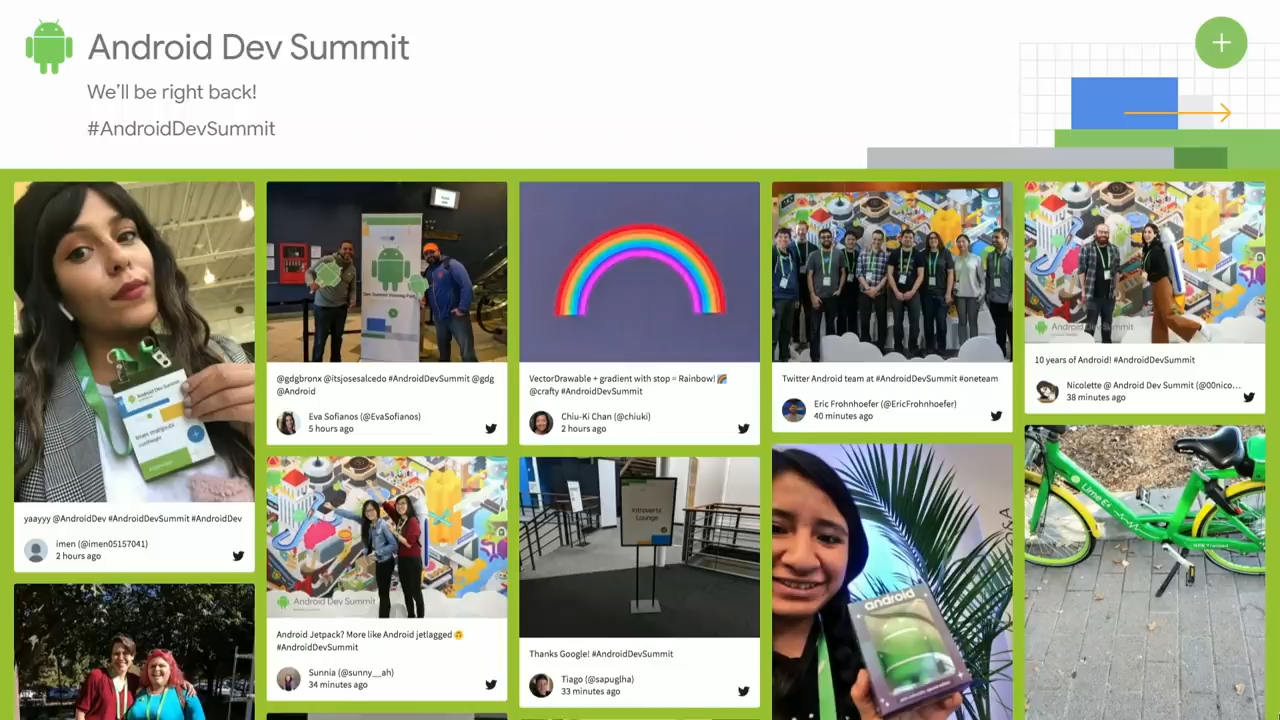 Android Dev Summit
We'll be right back!
#AndroidDevSummit
yaayyy @AndroidDev #AndroidDevSummit #AndroidDev
imen (@imen05157041)
2 hours ago
Dev Summit Viewing Party
@gdgbronx @itsjosesalcedo #AndroidDevSummit @gdg
@Android
Eva Sofianos (@EvaSofianos)
5 hours ago
Android Dev Summit
Android Jetpack? More like Android jetlagged 🙃
#AndroidDevSummit
Sunnia (@sunny__ah)
34 minutes ago
VectorDrawable + gradient with stop = Rainbow! 🌈
@crafty #AndroidDevSummit
Chiu-Ki Chan (@chiuki)
2 hours ago
Introverts
Lounge
Thanks Google! #AndroidDevSummit
Tiago (@sapuglha)
33 minutes ago
Twitter Android team at #AndroidDevSummit #oneteam
Eric Frohnhoefer (@EricFrohnhoefer)
40 minutes ago
android
Android Dev Summit
10 years of Android! #AndroidDevSummit
Nicolette @ Android Dev Summit (@00nico...
38 minutes ago
Lime-E